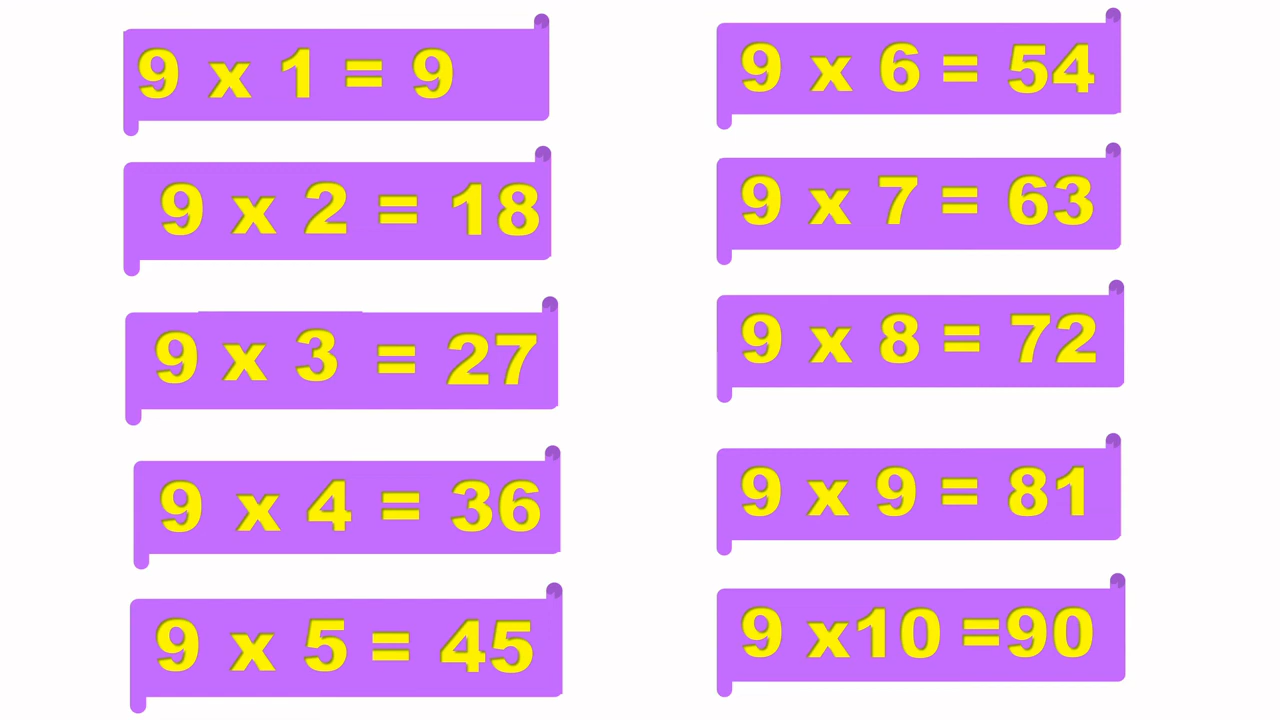 9 x 1 = 9
9 x 2 = 18
9 x 3 = 27
9 x 4 = 36
9 x 5 = 45
9 x 6 = 54
9 x 7 = 63
9 x 8 = 72
9 x 9 = 81
9 x10 =90